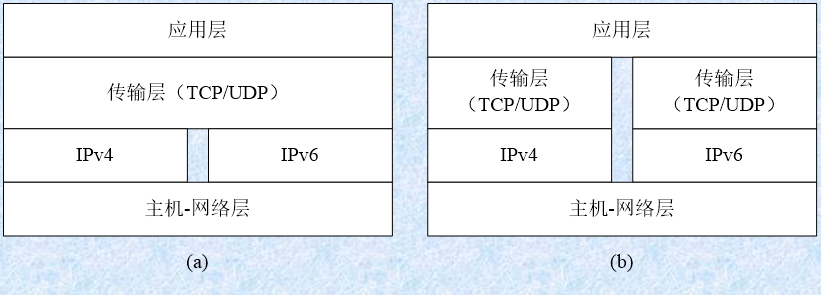 应用层
传输层（TCP/UDP）
IPv4
IPv6
主机-网络层
(a)
应用层
传输层
（TCP/UDP）
传输层
（TCP/UDP）
IPv4
IPv6
主机-网络层
(b)